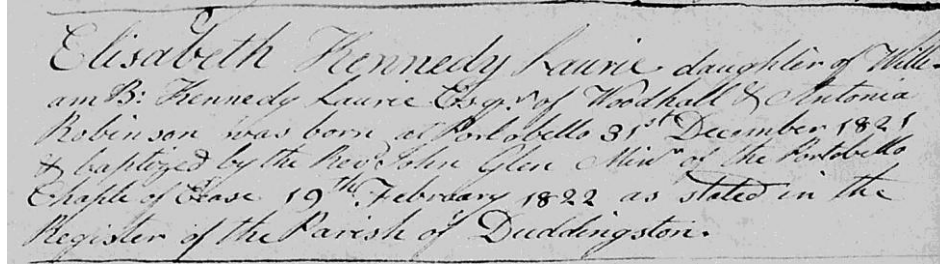 Elisabeth Kennedy Laurie daughter of Willi-
am B: Kennedy Laurie Esqr. of Woodhall & Antonia
Robinson was born at Portobello 31st December 1821
& baptized by the Revd John Glen Minr. of the Portobello
Chaple of Ease 19th February 1822 as stated in the
Register of the Parish of Duddingston.